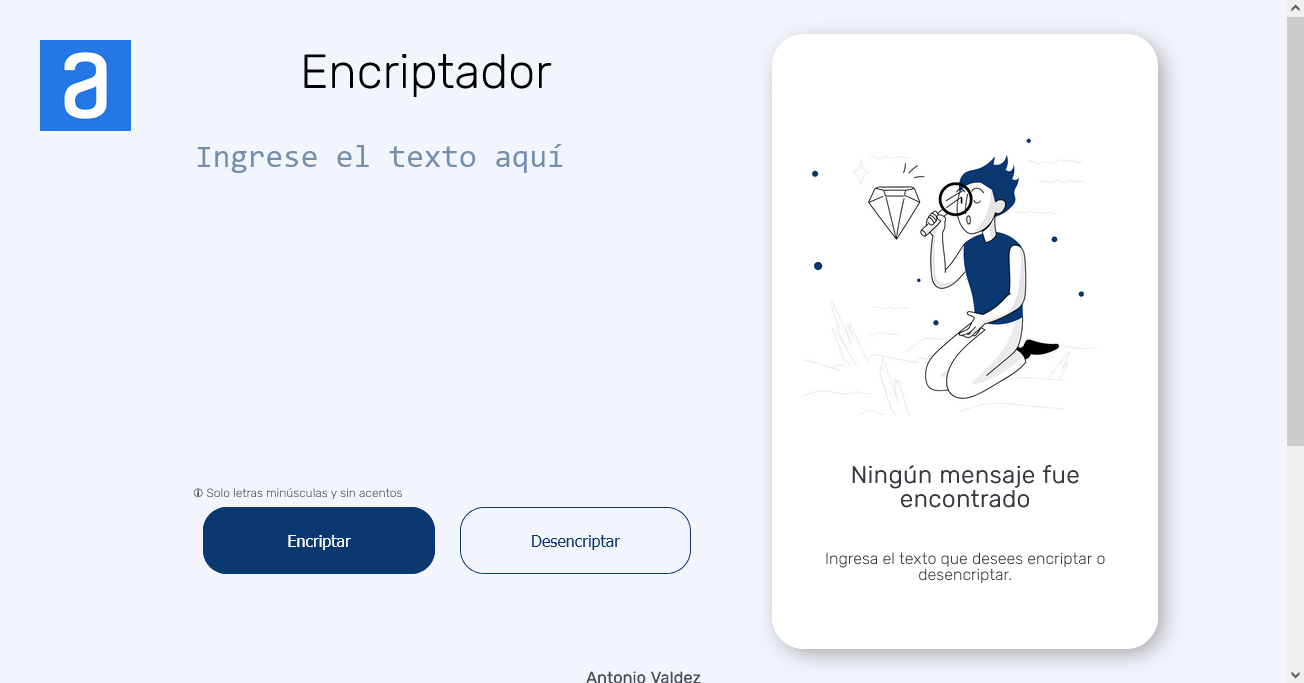 a
Encriptador
Ingrese el texto aquí
Solo letras minúsculas y sin acentos
Encriptar
Desencriptar
Ningún mensaje fue
encontrado
Ingresa el texto que desees encriptar o
desencriptar.
Antonio Valdez